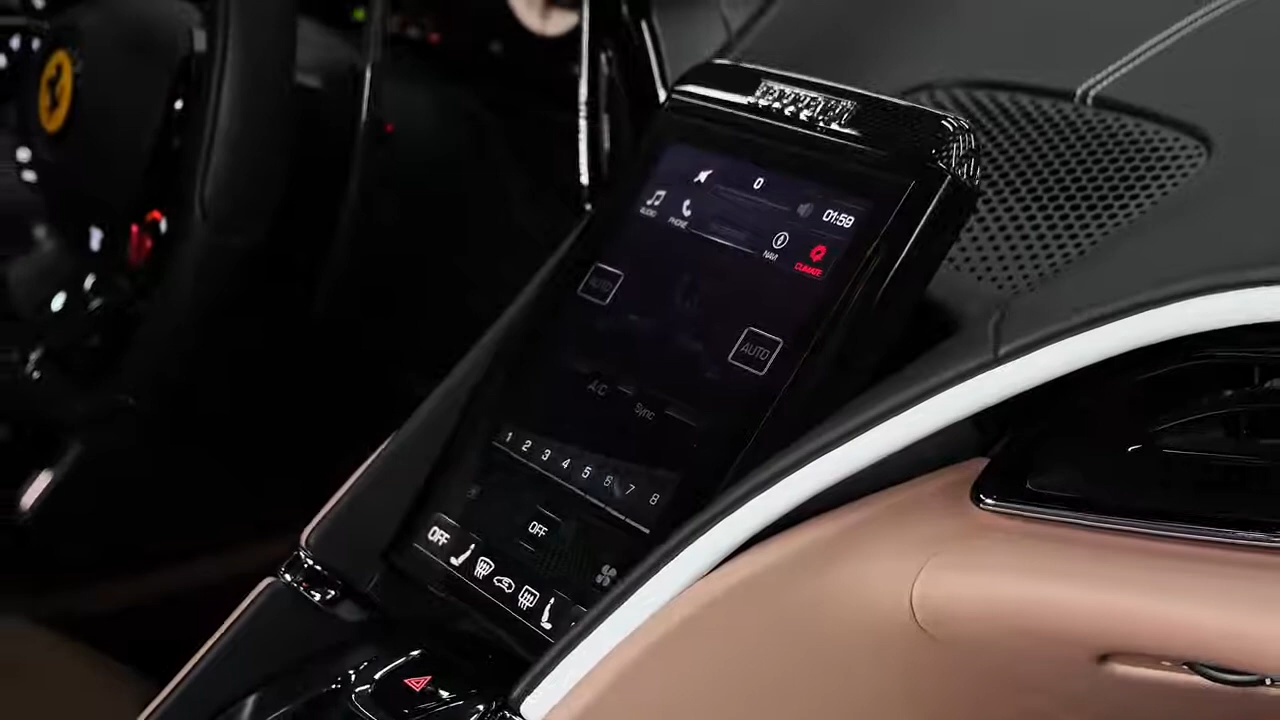 Ferrari
0
01:59
AUDIO
PHONE
NAVI
CLIMATE
AUTO
AUTO
A/C
Sync
1 2 3 4 5 6 7 8
OFF
OFF